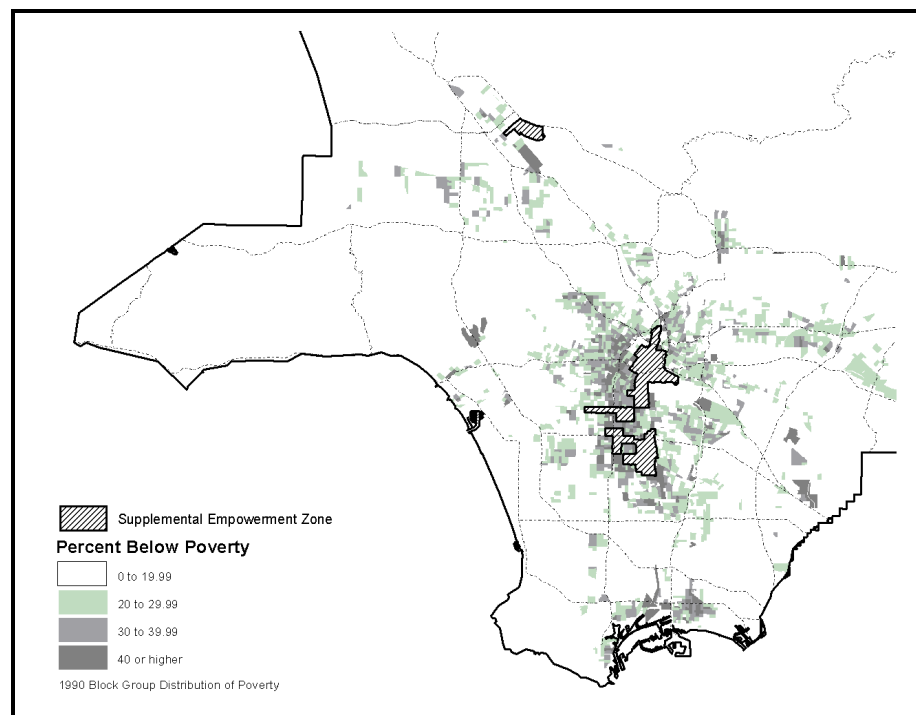 Supplemental Empowerment Zone
Percent Below Poverty
0 to 19.99
20 to 29.99
30 to 39.99
40 or higher
1990 Block Group Distribution of Poverty